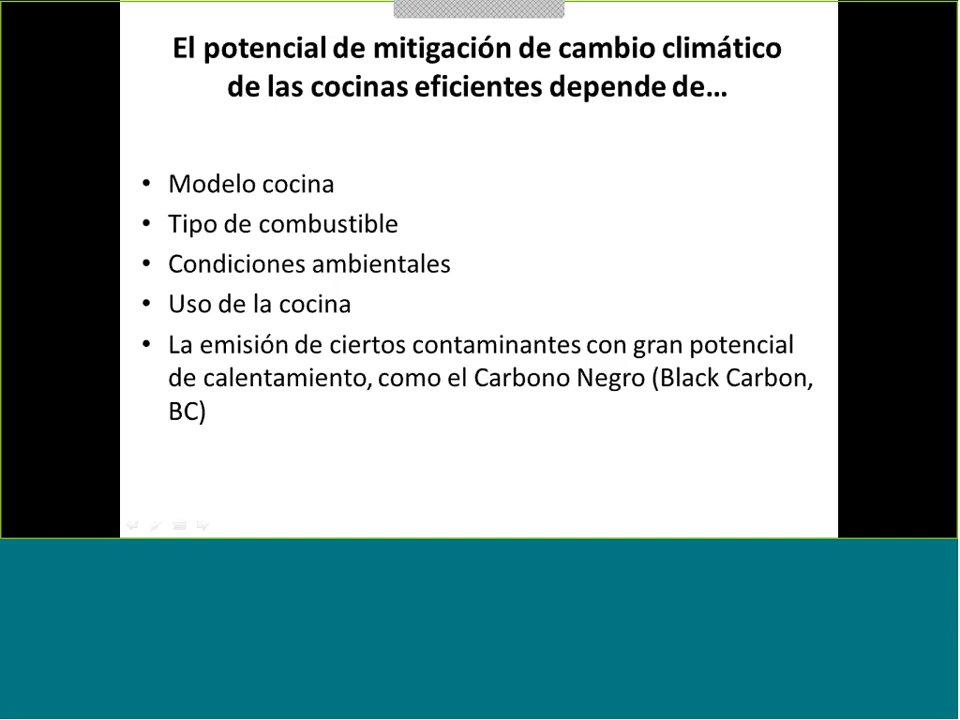 El potencial de mitigación de cambio climático
de las cocinas eficientes depende de…
• Modelo cocina
• Tipo de combustible
• Condiciones ambientales
• Uso de la cocina
• La emisión de ciertos contaminantes con gran potencial
de calentamiento, como el Carbono Negro (Black Carbon,
BC)